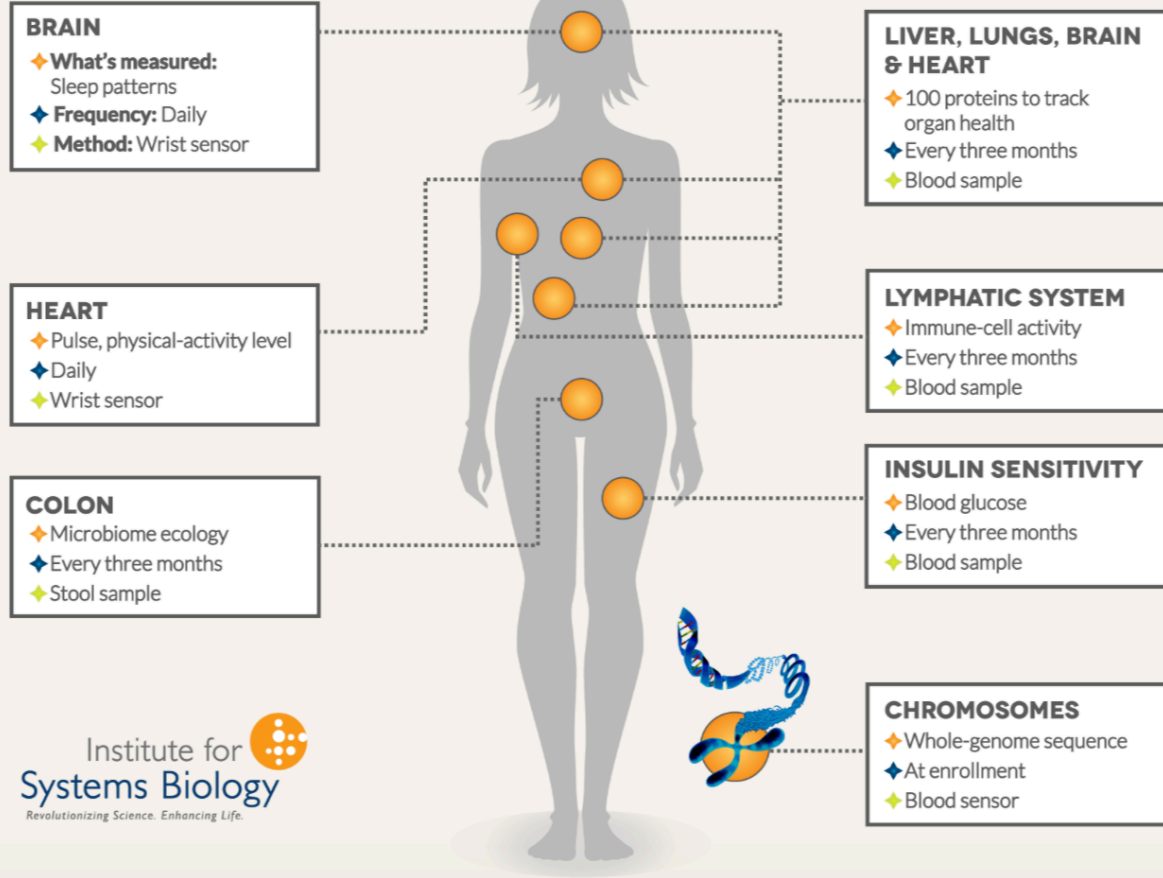 BRAIN
What's measured:
Sleep patterns
Frequency: Daily
Method: Wrist sensor
HEART
Pulse, physical-activity level
Daily
Wrist sensor
COLON
Microbiome ecology
Every three months
Stool sample
Institute for
Systems Biology
Revolutionizing Science. Enhancing Life.
LIVER, LUNGS, BRAIN
& HEART
100 proteins to track
organ health
Every three months
Blood sample
LYMPHATIC SYSTEM
Immune-cell activity
Every three months
Blood sample
INSULIN SENSITIVITY
Blood glucose
Every three months
Blood sample
CHROMOSOMES
Whole-genome sequence
At enrollment
Blood sensor